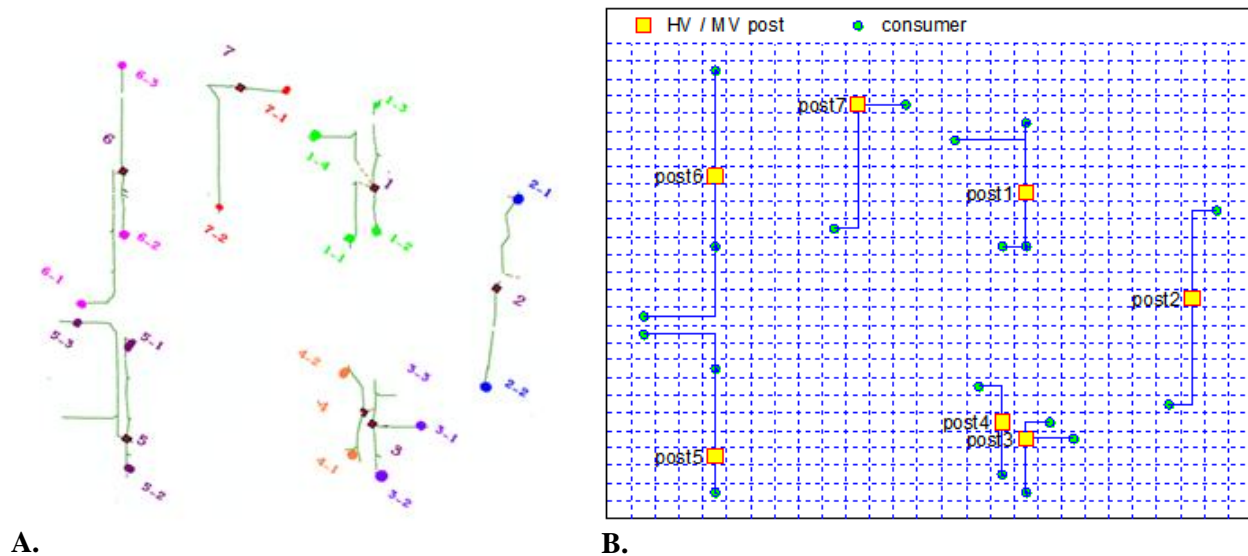 HV / MV post
consumer
7
6-3
7-1
1-3
6
1-4
1
2-1
7-2
6-2
1-1
1-2
6-1
2
5-3
5-1
4-2
3-3
2-2
4
3-1
5
3
4-1
5-2
3-2
post7
post6
post1
post2
post4
post3
post5
A.
B.